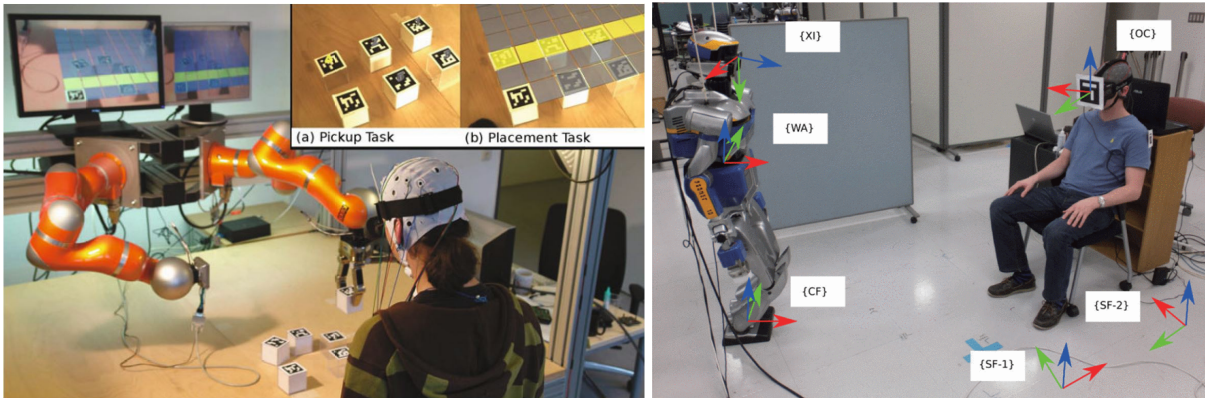 (a) Pickup Task
(b) Placement Task
{XI}
{OC}
{WA}
{CF}
{SF-2}
{SF-1}